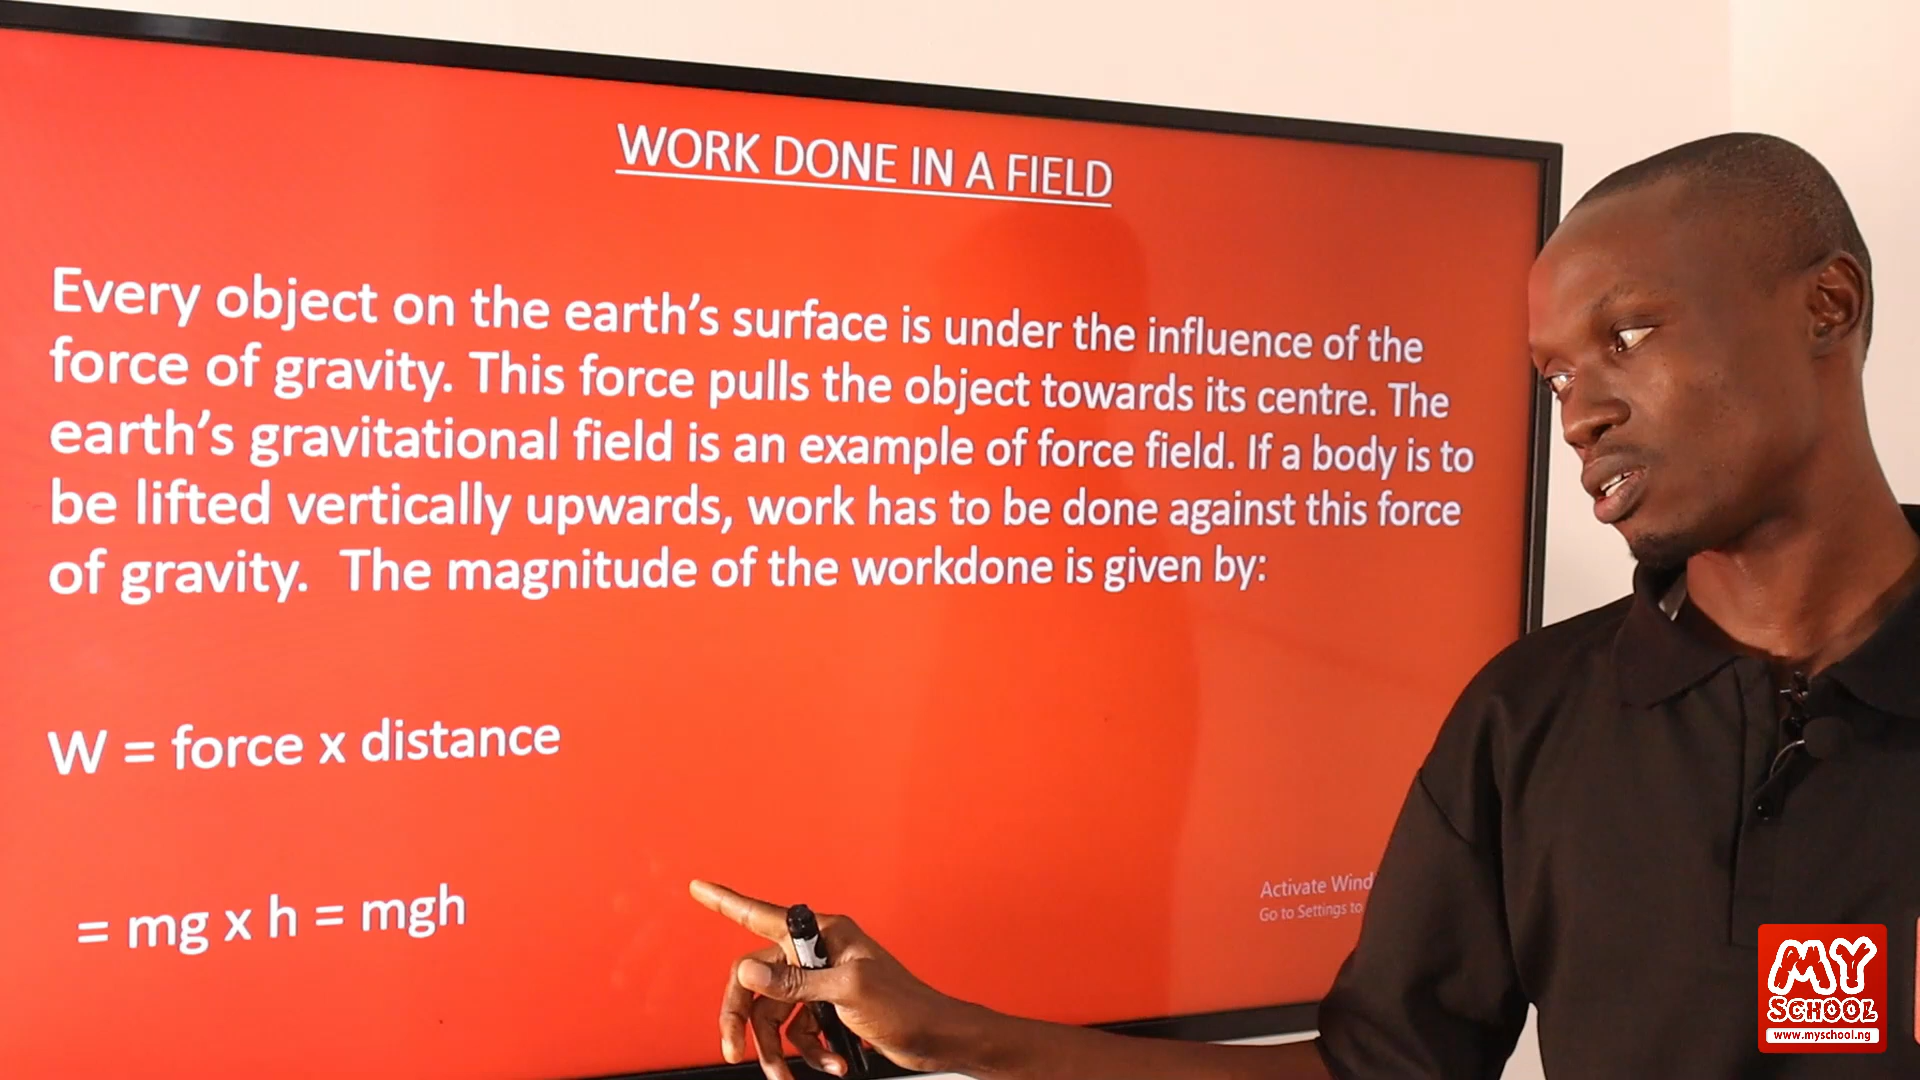 WORK DONE IN A FIELD
Every object on the earth's surface is under the influence of the
force of gravity. This force pulls the object towards its centre. The
earth's gravitational field is an example of force field. If a body is to
be lifted vertically upwards, work has to be done against this force
of gravity. The magnitude of the workdone is given by:
W = force x distance
= mg x h = mgh
Activate Wind
Go to Settings to
MY
SCHOOL
www.myschool.ng